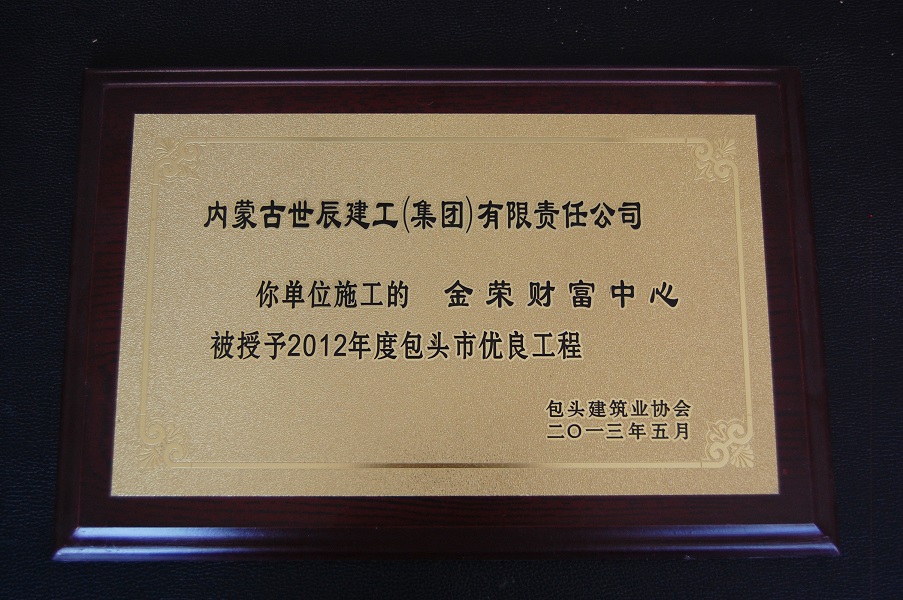 内蒙古世辰建工(集团)有限责任公司
你单位施工的 金荣财富中心
被授予2012年度包头市优良工程
包头建筑业协会
二〇一三年五月